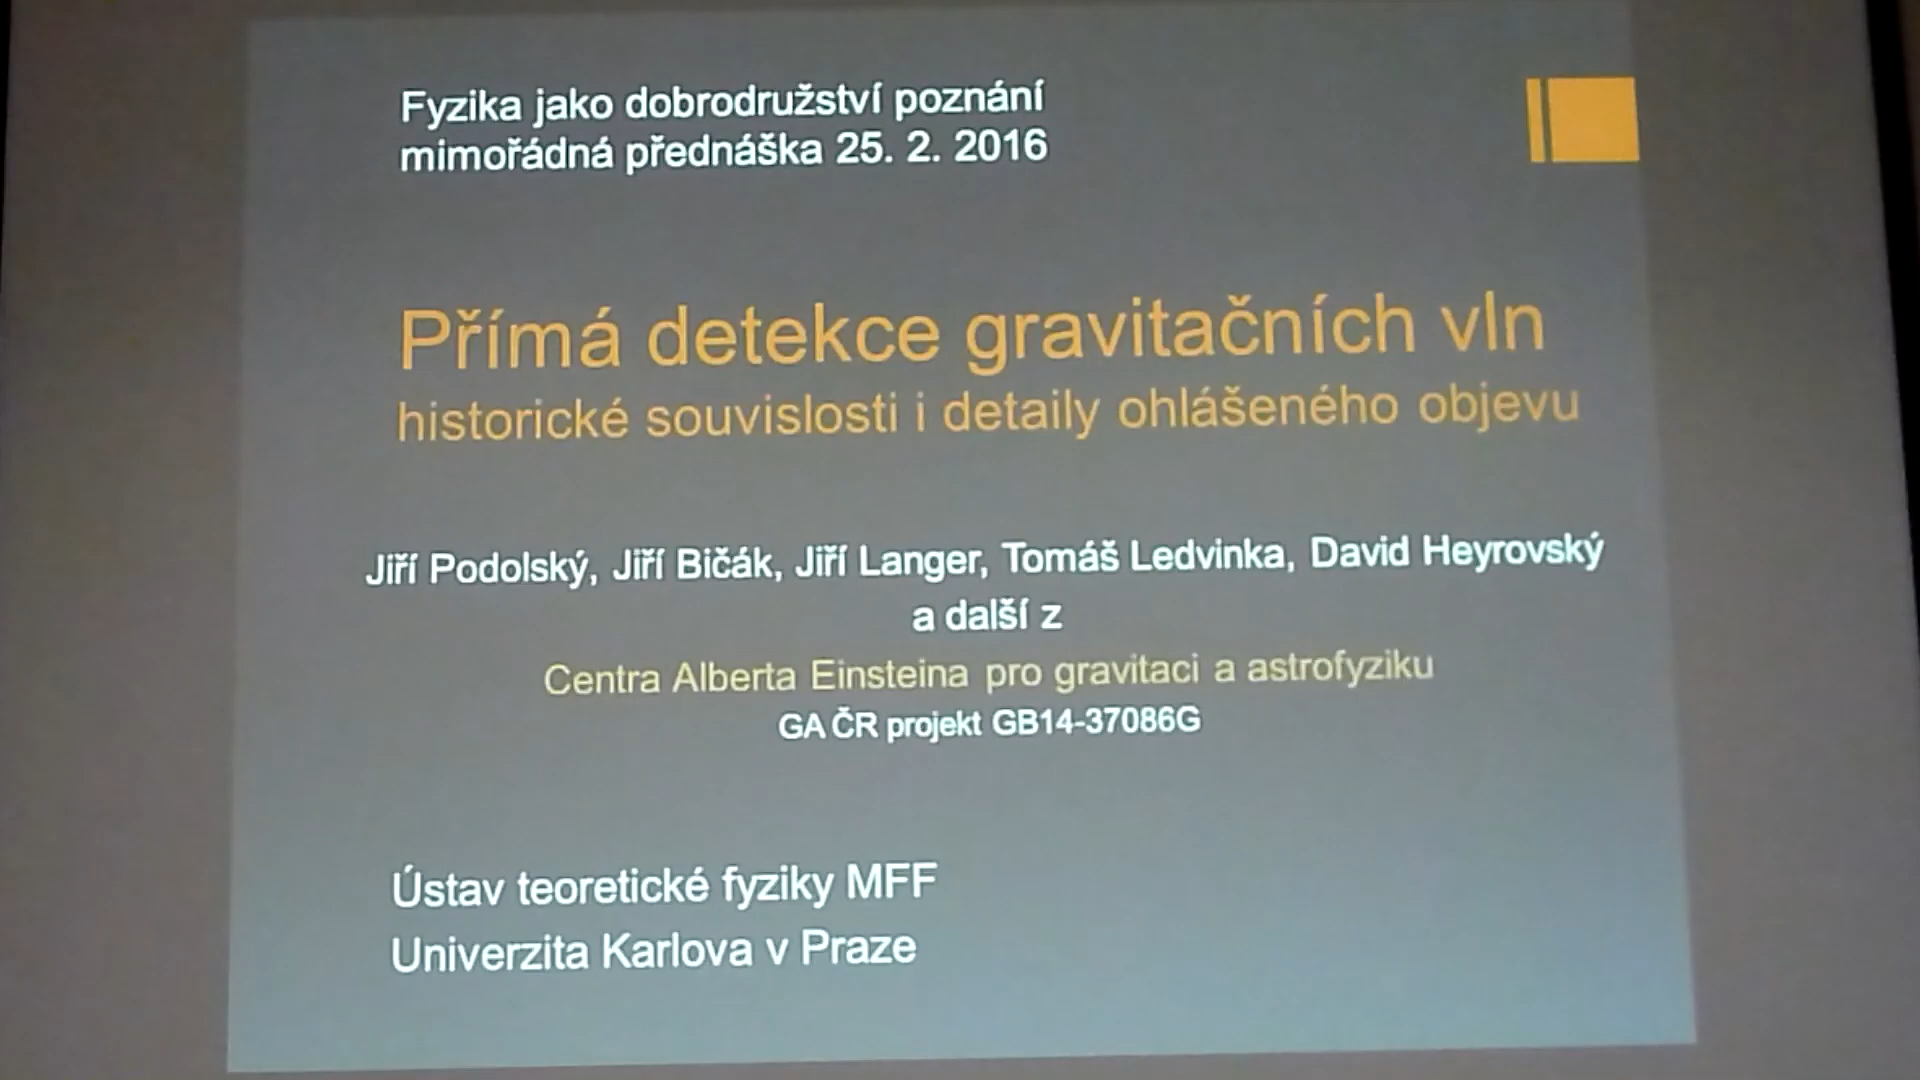 Fyzika jako dobrodružství poznání
mimořádná přednáška 25. 2. 2016
Přímá detekce gravitačních vln
historické souvislosti i detaily ohlášeného objevu
Jiří Podolský, Jiří Bičák, Jiří Langer, Tomáš Ledvinka, David Heyrovský
a další z
Centra Alberta Einsteina pro gravitaci a astrofyziku
GA ČR projekt GB14-37086G
Ústav teoretické fyziky MFF
Univerzita Karlova v Praze